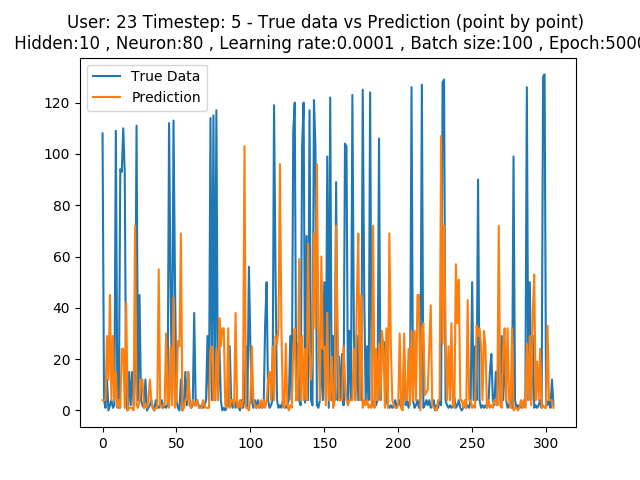 User: 23 Timestep: 5 - True data vs Prediction (point by point)
Hidden:10 , Neuron:80 , Learning rate:0.0001 , Batch size:100 , Epoch:5000
True Data
Prediction
120
100
80
60
40
20
0
0 50 100 150 200 250 300